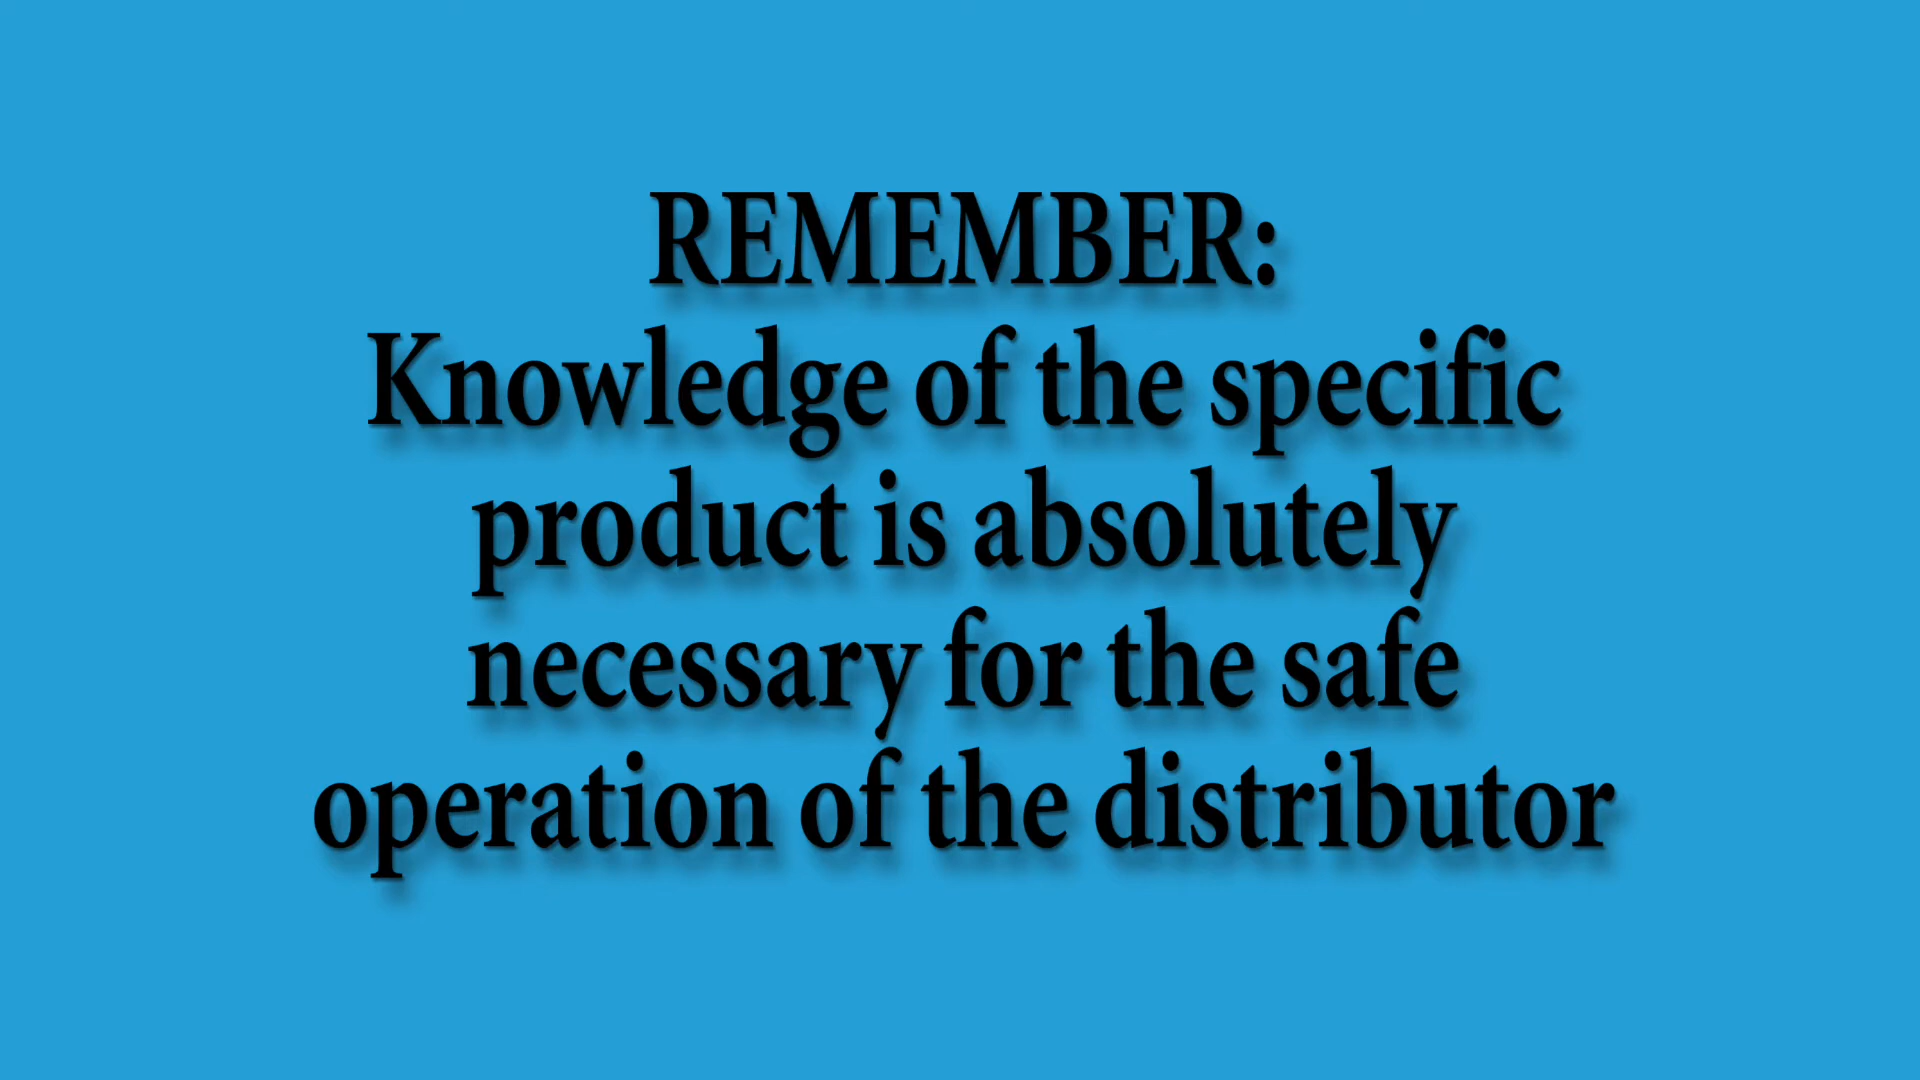 REMEMBER:
Knowledge of the specific
product is absolutely
necessary for the safe
operation of the distributor